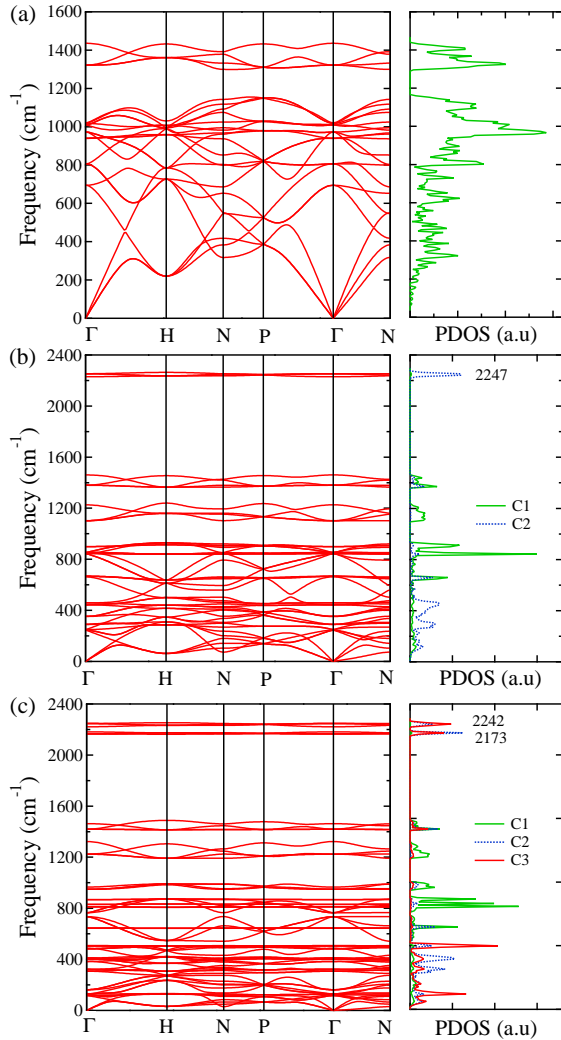 (a)
1600
1400
1200
1000
800
600
400
200
0
Frequency (cm-1)
Γ H N P Γ N
PDOS (a.u)
(b)
2400
2000
1600
1200
800
400
0
Frequency (cm-1)
2247
C1
C2
Γ H N P Γ N
PDOS (a.u)
(c)
2400
2000
1600
1200
800
400
0
Frequency (cm-1)
2242
2173
C1
C2
C3
Γ H N P Γ N
PDOS (a.u)